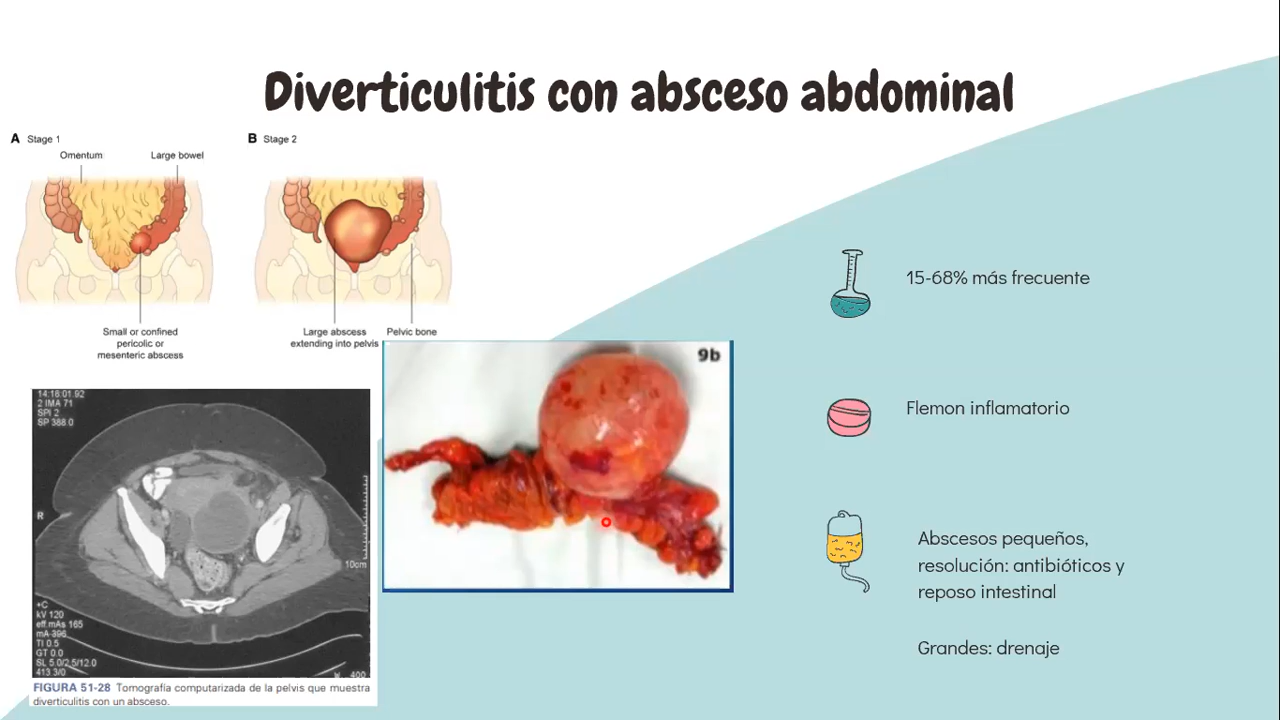 Diverticulitis con absceso abdominal
A Stage 1
Omentum
Large bowel
Small or confined
pericolic or
mesenteric abscess
B Stage 2
Large abscess
extending into pelvis
Pelvic bone
14:18:01.92
2 IMA 71
SPI 2
SP 388.0
R
10cm
+C
kV 120
eff.mAs 165
mA 396
TI 0.5
GT 0.0
SL 5.0/2.5/12.0
413.3/0
W 400
FIGURA 51-28 Tomografía computarizada de la pelvis que muestra
diverticulitis con un absceso.
9b
15-68% más frecuente
Flemon inflamatorio
Abscesos pequeños,
resolución: antibióticos y
reposo intestinal
Grandes: drenaje